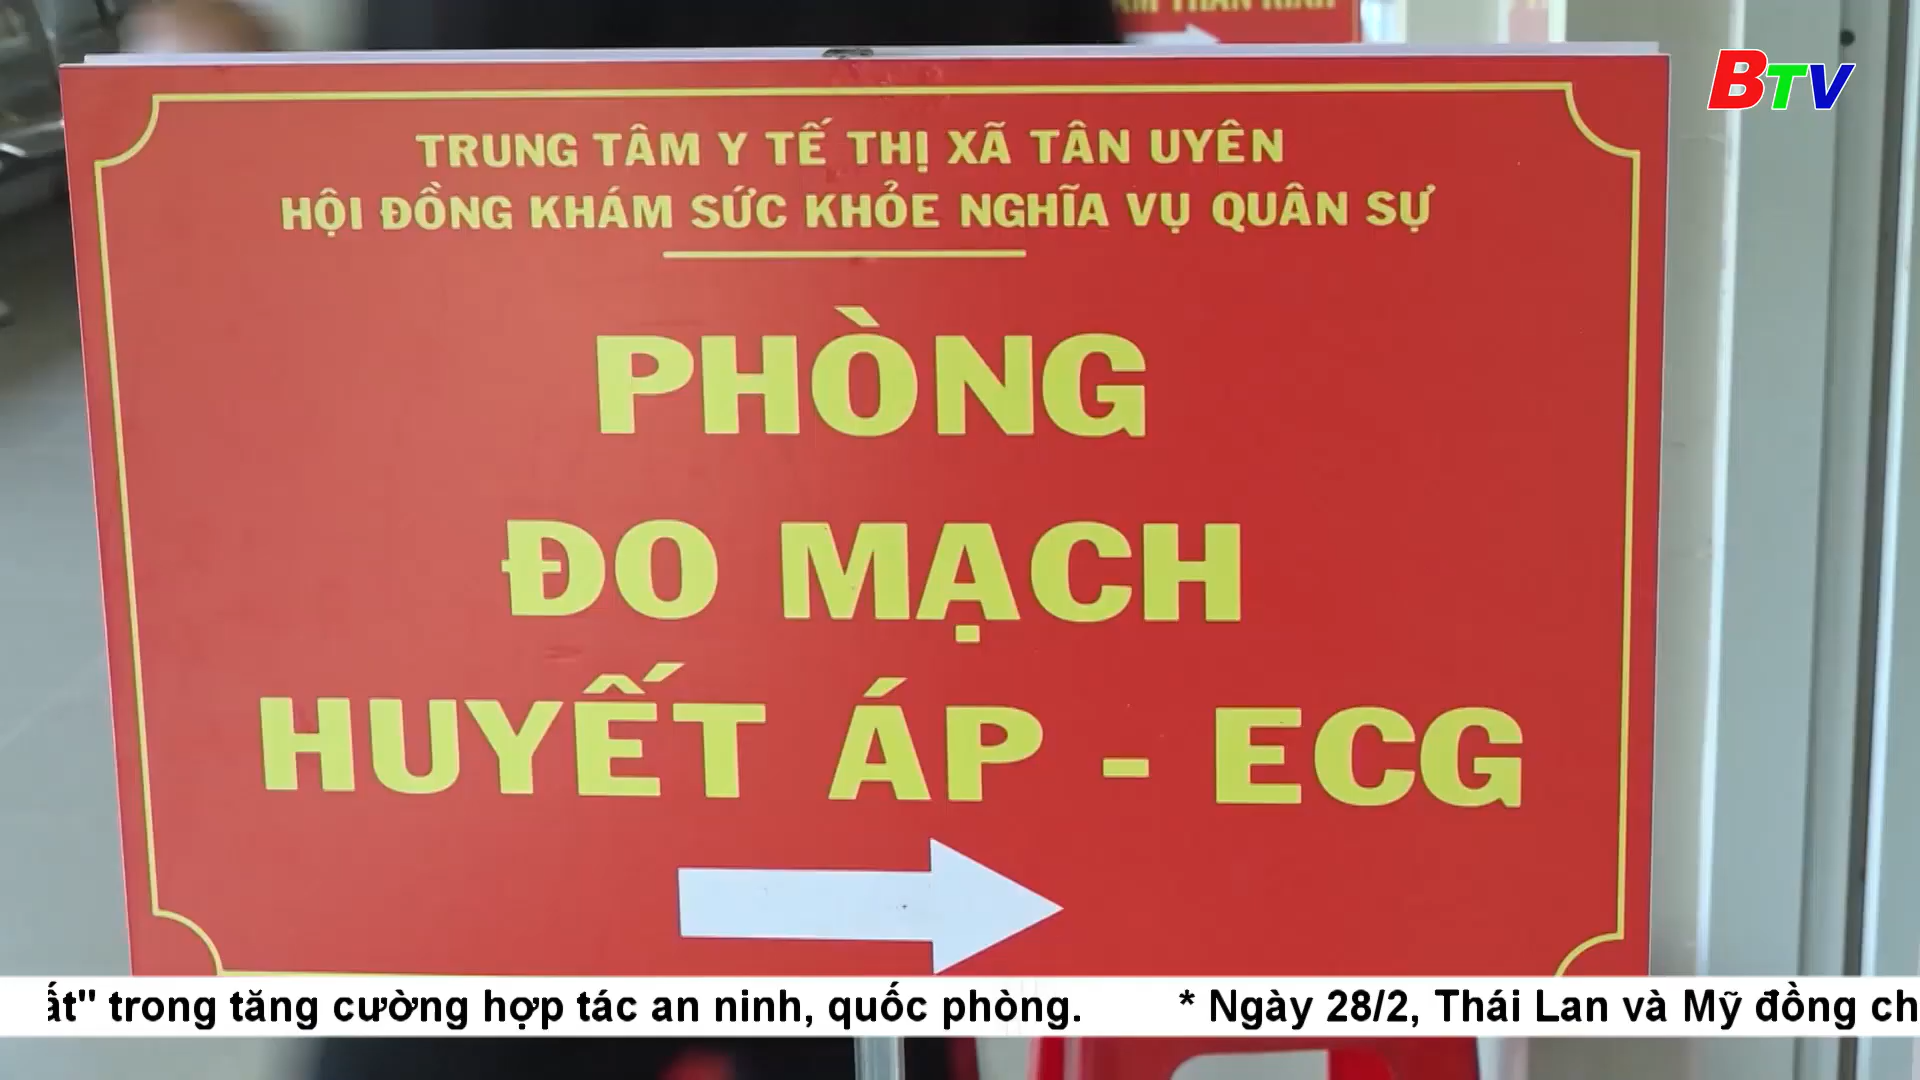 BTV
TRUNG TÂM Y TẾ THỊ XÃ TÂN UYÊN
HỘI ĐỒNG KHÁM SỨC KHỎE NGHĨA VỤ QUÂN SỰ
PHÒNG
ĐO MẠCH
HUYẾT ÁP - ECG
trong tăng cường hợp tác an ninh, quốc phòng. * Ngày 28/2, Thái Lan và Mỹ đồng ch